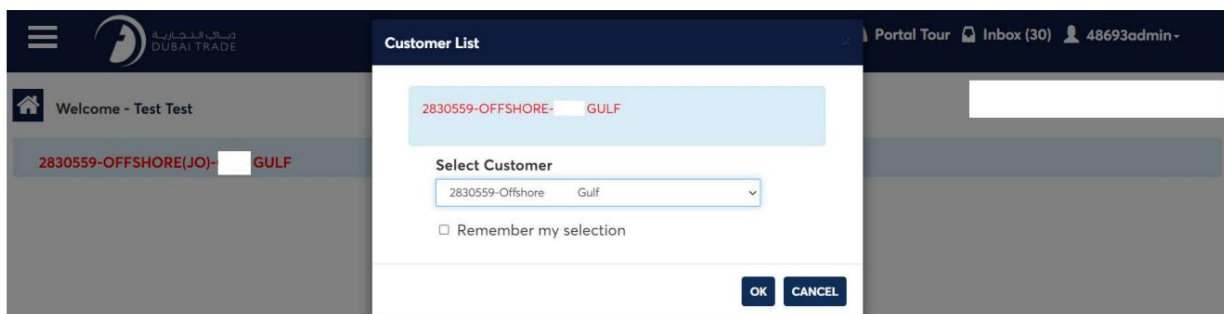 دبي التجارية
DUBAI TRADE
Customer List
Portal Tour Inbox (30) 48693admin
Welcome - Test Test
2830559-OFFSHORE- GULF
2830559-OFFSHORE(JO)- GULF
Select Customer
2830559-Offshore Gulf
Remember my selection
OK CANCEL